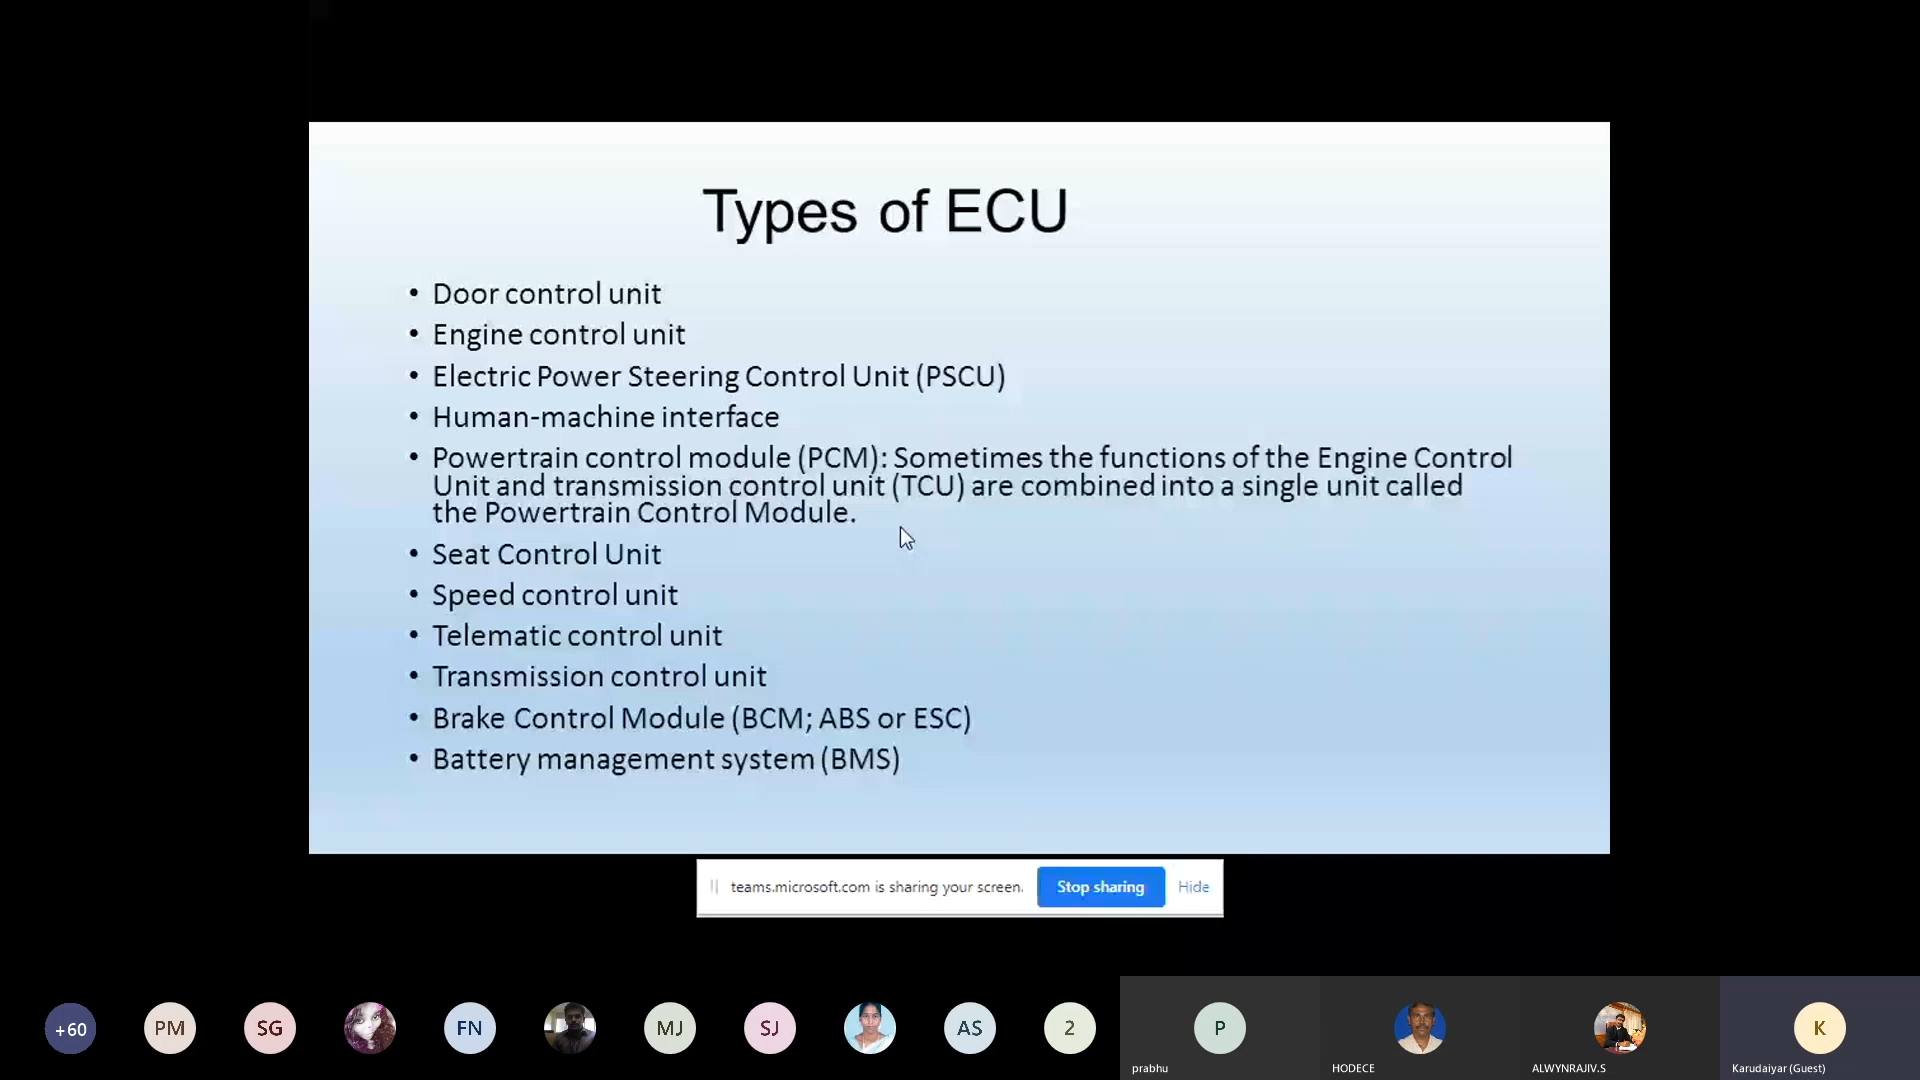 Types of ECU
• Door control unit
• Engine control unit
• Electric Power Steering Control Unit (PSCU)
• Human-machine interface
• Powertrain control module (PCM): Sometimes the functions of the Engine Control
Unit and transmission control unit (TCU) are combined into a single unit called
the Powertrain Control Module.
• Seat Control Unit
• Speed control unit
• Telematic control unit
• Transmission control unit
• Brake Control Module (BCM; ABS or ESC)
• Battery management system (BMS)
teams.microsoft.com is sharing your screen. Stop sharing Hide
+60 PM SG FN MJ SJ AS 2 P K
prabhu HODECE ALWYNRAJIV.S Karudaiyar (Guest)